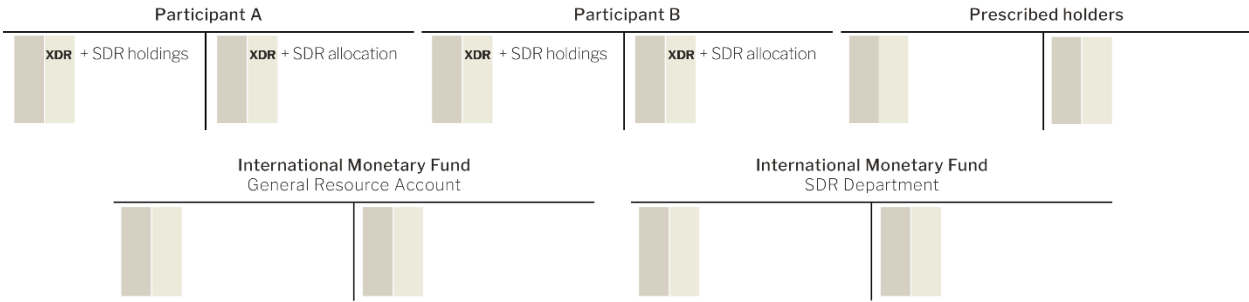 Participant A
Participant B
Prescribed holders
XDR + SDR holdings
XDR + SDR allocation
XDR + SDR holdings
XDR + SDR allocation
International Monetary Fund
General Resource Account
International Monetary Fund
SDR Department